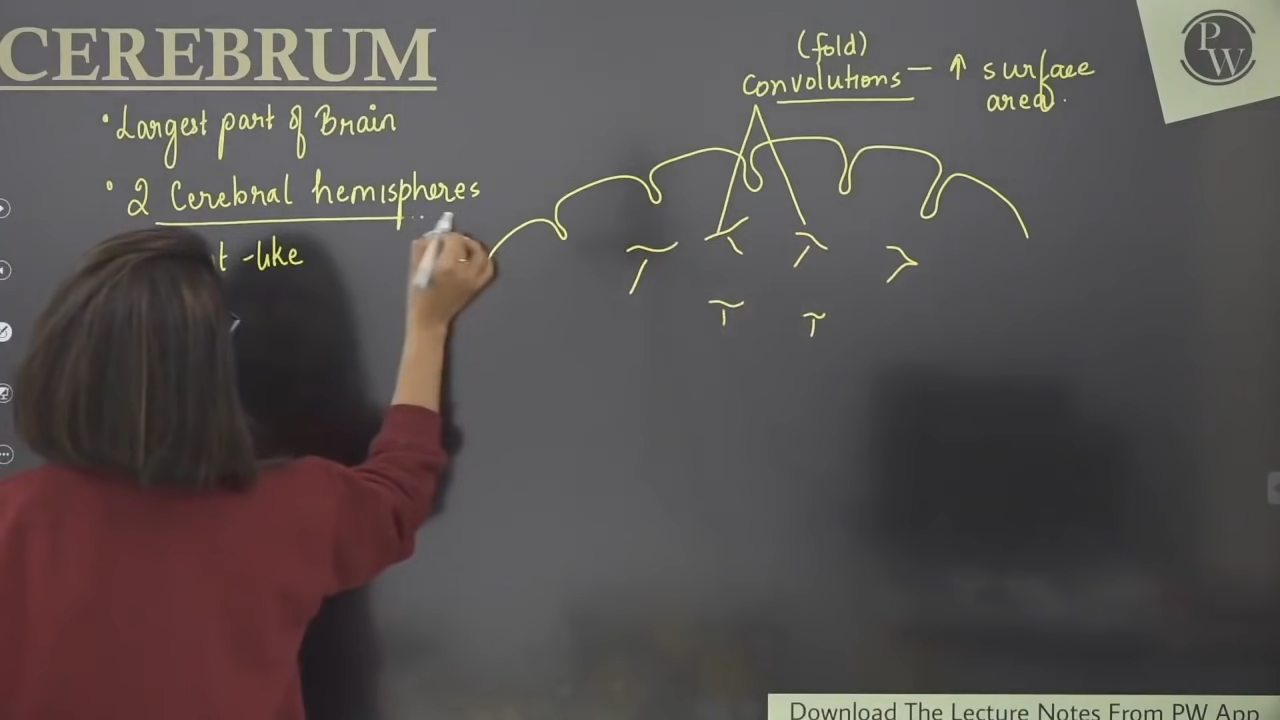 CEREBRUM
• Largest part of Brain
• 2 Cerebral hemispheres
-like
(fold)
Convolutions — ↑ surface
area.
PW
Download The Lecture Notes From PW App